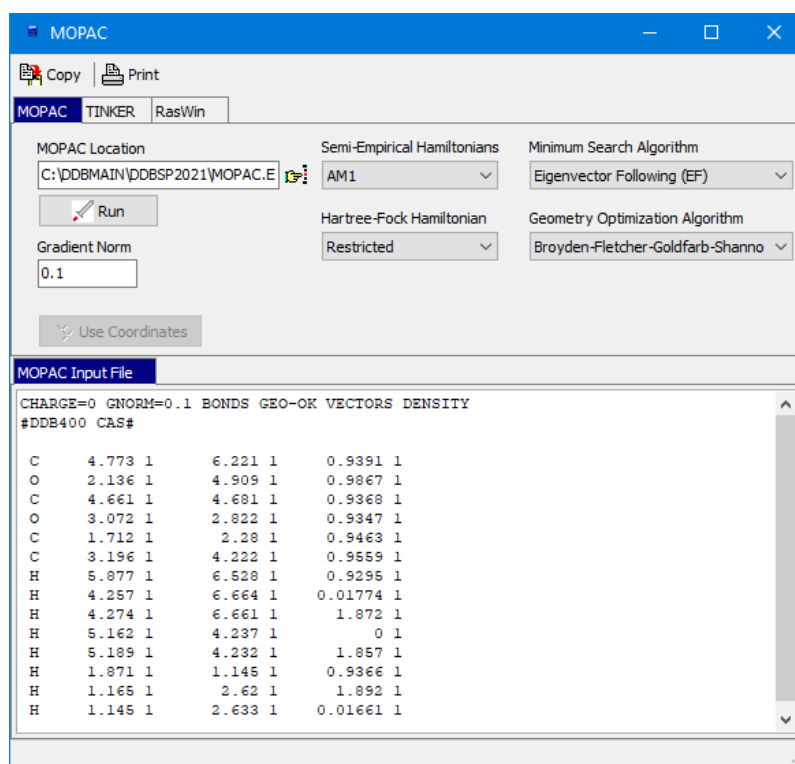 MOPAC
Copy Print
MOPAC TINKER RasWin
MOPAC Location Semi-Empirical Hamiltonians Minimum Search Algorithm
C:\DDBMAIN\DDBSP2021\MOPAC.E AM1 Eigenvector Following (EF)
Run Hartree-Fock Hamiltonian Geometry Optimization Algorithm
Gradient Norm Restricted Broyden-Fletcher-Goldfarb-Shanno
0.1
Use Coordinates
MOPAC Input File
CHARGE=0 GNORM=0.1 BONDS GEO-OK VECTORS DENSITY
#DDB400 CAS#
C 4.773 1 6.221 1 0.9391 1
O 2.136 1 4.909 1 0.9867 1
C 4.661 1 4.681 1 0.9368 1
O 3.072 1 2.822 1 0.9347 1
C 1.712 1 2.28 1 0.9463 1
C 3.196 1 4.222 1 0.9559 1
H 5.877 1 6.528 1 0.9295 1
H 4.257 1 6.664 1 0.01774 1
H 4.274 1 6.661 1 1.872 1
H 5.162 1 4.237 1 0 1
H 5.189 1 4.232 1 1.857 1
H 1.871 1 1.145 1 0.9366 1
H 1.165 1 2.62 1 1.892 1
H 1.145 1 2.633 1 0.01661 1